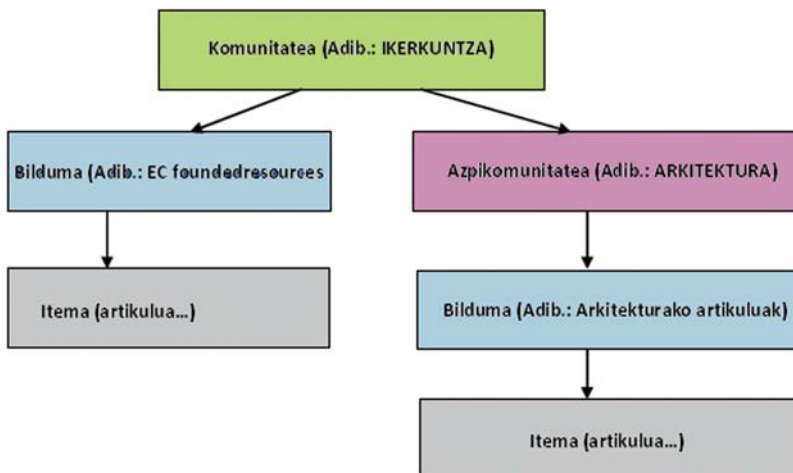 Komunitatea (Adib.: IKERKUNTZA)
Bilduma (Adib.: EC foundedresources
Azpikomunitatea (Adib.: ARKITEKTURA)
Itema (artikulua...)
Bilduma (Adib.: Arkitekturako artikuluak)
Itema (artikulua...)